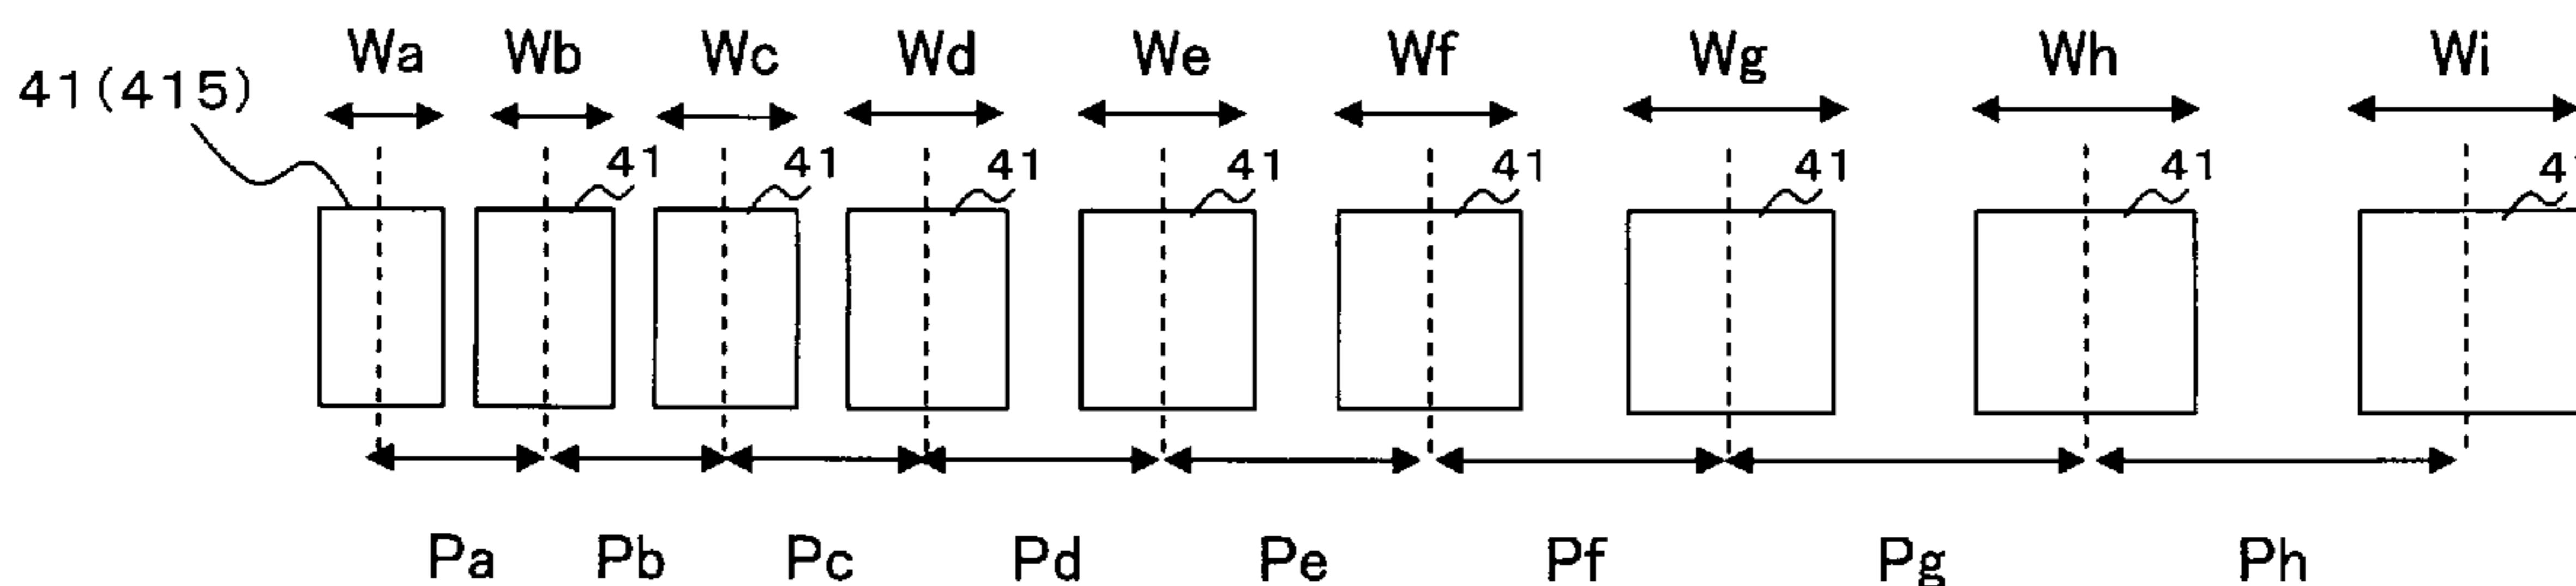 Wa Wb Wc Wd We Wf Wg Wh Wi
41(415)
41 41 41 41 41 41 41
Pa Pb Pc Pd Pe Pf Pg Ph